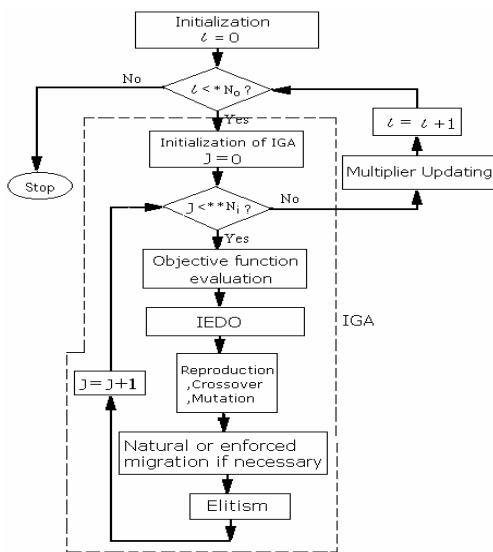 Initialization
ℓ = 0
No
ℓ < * N₀ ?
Yes
ℓ = ℓ +1
Initialization of IGA
J=0
Multiplier Updating
Stop
J <**Nᵢ ?
No
Yes
Objective function
evaluation
IGA
IEDO
J=J+1
Reproduction
,Crossover
,Mutation
Natural or enforced
migration if necessary
Elitism